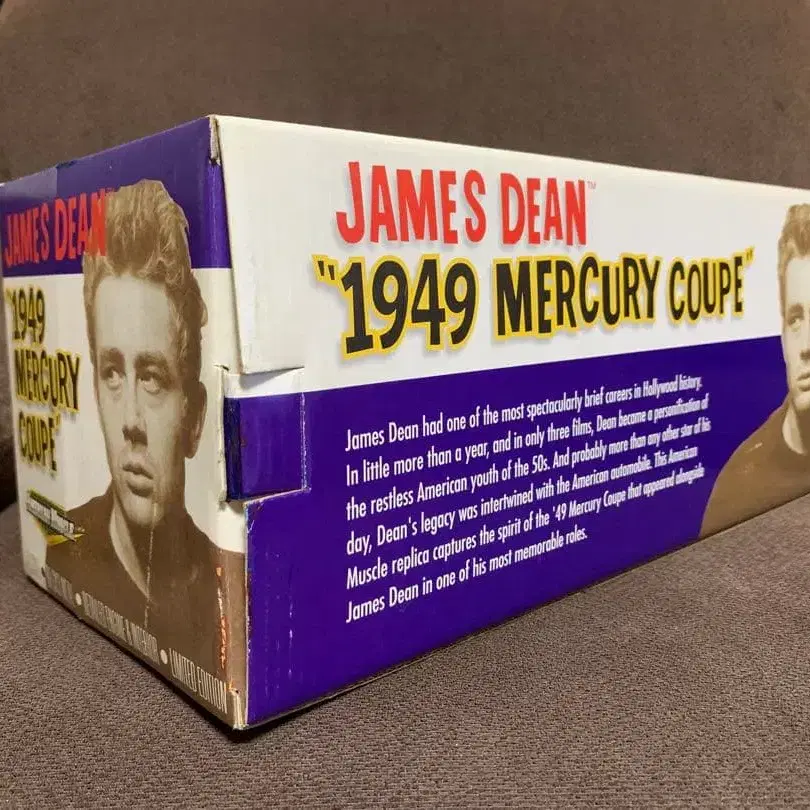 JAMES DEAN
"1949
MERCURY
COUPE"
DETAILED ENGINE & INTERIOR • LIMITED EDITION
JAMES DEAN™
"1949 MERCURY COUPE"
James Dean had one of the most spectacularly brief careers in Hollywood history.
In little more than a year, and in only three films, Dean became a personification of
the restless American youth of the 50s. And probably more than any other star of his
day, Dean's legacy was intertwined with the American automobile. This American
Muscle replica captures the spirit of the '49 Mercury Coupe that appeared alongside
James Dean in one of his most memorable roles.